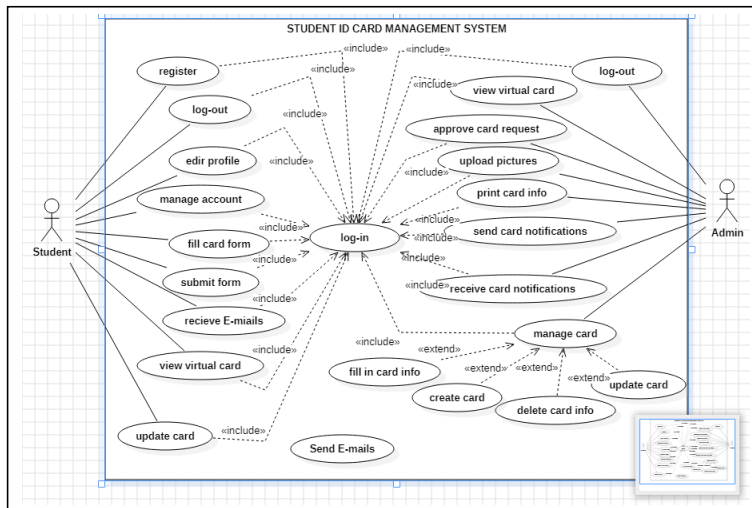 STUDENT ID CARD MANAGEMENT SYSTEM
«include»
«include»
register
log-out
«include»
«include»
view virtual card
«include»
log-out
approve card request
edir profile
«include»
«include»
upload pictures
manage account
print card info
Student
Admin
fill card form
«include»
log-in
«include»
«include»
send card notifications
submit form
«include»
«include»
receive card notifications
recieve E-miails
«include»
manage card
view virtual card
«include»
«include»
fill in card info
«extend»
«extend»
«extend»
«extend»
update card
create card
delete card info
update card
«include»
Send E-mails